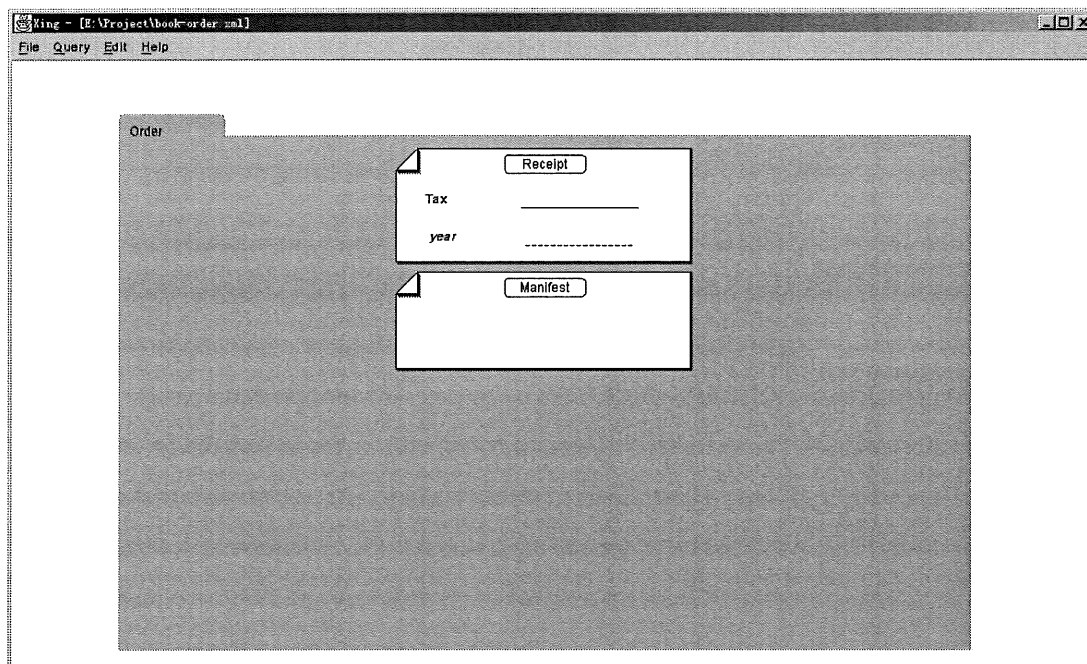 Xing - [E:\Project\book-order.xml]
File Query Edit Help
Order
Receipt
Tax
year
Manifest